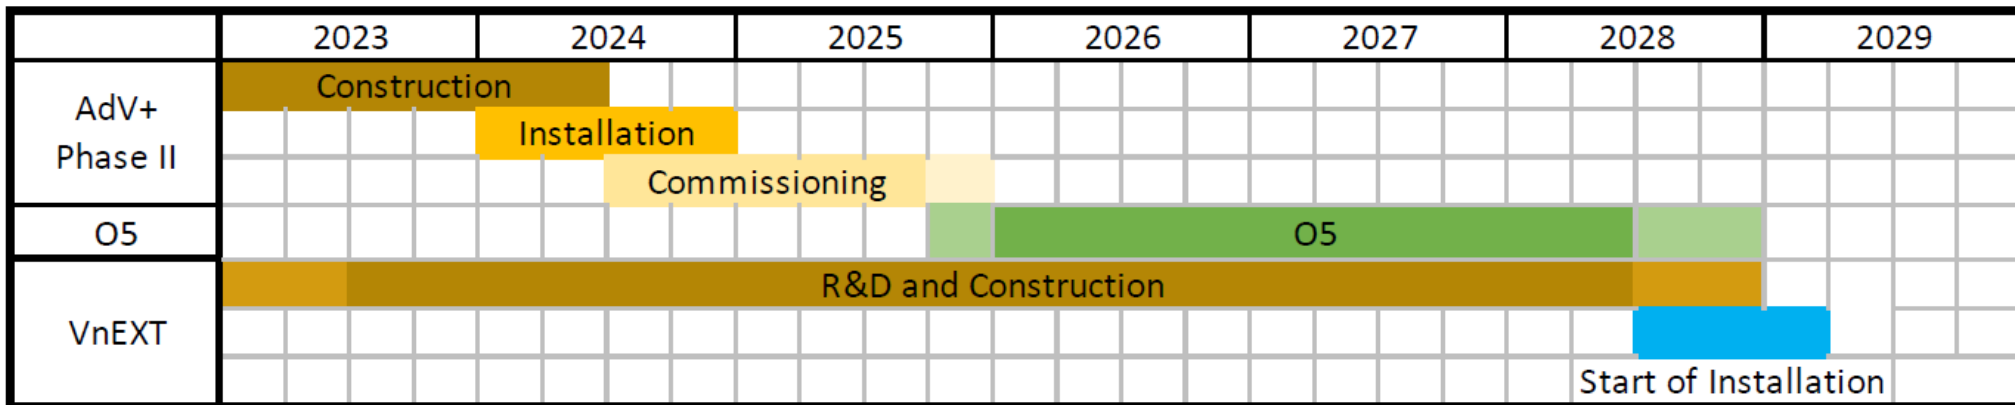 2023 2024 2025 2026 2027 2028 2029
AdV+
Phase II
Construction
Installation
Commissioning
O5 O5
VnEXT
R&D and Construction
Start of Installation